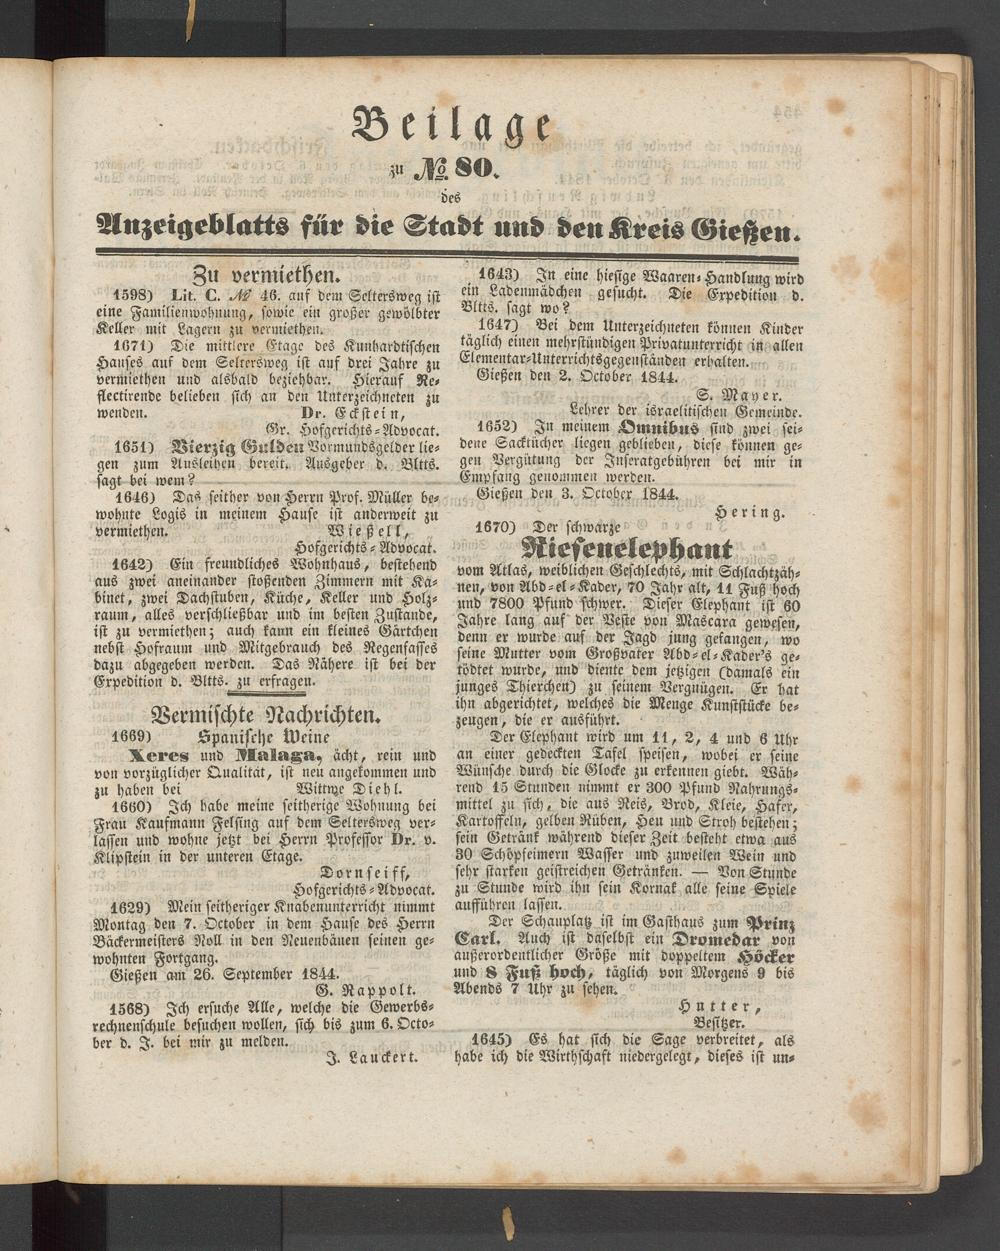 Beilage
zu No. 80.
des
Anzeigeblatts für die Stadt und den Kreis Gießen.
Zu vermiethen.
1598) Lit. C. № 46. auf dem Seltersweg ist
eine Familienwohnung, sowie ein großer gewölbter
Keller mit Lagern zu vermiethen.
1671) Die mittlere Etage des Kunhardtischen
Hauses auf dem Seltersweg ist auf drei Jahre zu
vermiethen und alsbald beziehbar. Hierauf Re-
flectirende belieben sich an den Unterzeichneten zu
wenden. Dr. Eckstein,
Gr. Hofgerichts-Advocat.
1651) Vierzig Gulden Vormundsgelder lie-
gen zum Ausleihen bereit. Ausgeber d. Bltts.
sagt bei wem?
1646) Das seither von Herrn Prof. Müller be-
wohnte Logis in meinem Hause ist anderweit zu
vermiethen. Wießell,
Hofgerichts-Advocat.
1642) Ein freundliches Wohnhaus, bestehend
aus zwei aneinander stoßenden Zimmern mit Ka-
binet, zwei Dachstuben, Küche, Keller und Holz-
raum, alles verschließbar und im besten Zustande,
ist zu vermiethen; auch kann ein kleines Gärtchen
nebst Hofraum und Mitgebrauch des Regenfasses
dazu abgegeben werden. Das Nähere ist bei der
Expedition d. Bltts. zu erfragen.
Vermischte Nachrichten.
1669) Spanische Weine
Xeres und Malaga, ächt, rein und
von vorzüglicher Qualität, ist neu angekommen und
zu haben bei Wittwe Diehl.
1660) Ich habe meine seitherige Wohnung bei
Frau Kaufmann Felsing auf dem Seltersweg ver-
lassen und wohne jetzt bei Herrn Professor Dr. v.
Klipstein in der unteren Etage.
Dornseiff,
Hofgerichts-Advocat.
1629) Mein seitheriger Knabenunterricht nimmt
Montag den 7. October in dem Hause des Herrn
Bäckermeisters Noll in den Neuenbäuen seinen ge-
wohnten Fortgang.
Gießen am 26. September 1844.
G. Rappolt.
1568) Ich ersuche Alle, welche die Gewerbs-
rechnenschule besuchen wollen, sich bis zum 6. Octo-
ber d. J. bei mir zu melden.
J. Lauckert.
1643) In eine hiesige Waaren-Handlung wird
ein Ladenmädchen gesucht. Die Expedition d.
Bltts. sagt wo?
1647) Bei dem Unterzeichneten können Kinder
täglich einen mehrstündigen Privatunterricht in allen
Elementar-Unterrichtsgegenständen erhalten.
Gießen den 2. October 1844.
S. Mayer.
Lehrer der israelitischen Gemeinde.
1652) In meinem Omnibus sind zwei sei-
dene Sacktücher liegen geblieben, diese können ge-
gen Vergütung der Inseratgebühren bei mir in
Empfang genommen werden.
Gießen den 3. October 1844.
Hering.
1670) Der schwarze
Riesenelephant
vom Atlas, weiblichen Geschlechts, mit Schlachtzäh-
nen, von Abd-el-Kader, 70 Jahr alt, 11 Fuß hoch
und 7800 Pfund schwer. Dieser Elephant ist 60
Jahre lang auf der Veste von Mascara gewesen,
denn er wurde auf der Jagd jung gefangen, wo
seine Mutter vom Großvater Abd-el-Kader's ge-
tödtet wurde, und diente dem jetzigen (damals ein
junges Thierchen) zu seinem Vergnügen. Er hat
ihn abgerichtet, welches die Menge Kunststücke be-
zeugen, die er ausführt.
Der Elephant wird um 11, 2, 4 und 6 Uhr
an einer gedeckten Tafel speisen, wobei er seine
Wünsche durch die Glocke zu erkennen giebt. Wäh-
rend 15 Stunden nimmt er 300 Pfund Nahrungs-
mittel zu sich, die aus Reis, Brod, Kleie, Hafer,
Kartoffeln, gelben Rüben, Heu und Stroh bestehen;
sein Getränk während dieser Zeit besteht etwa aus
30 Schöpfeimern Wasser und zuweilen Wein und
sehr starken geistreichen Getränken. — Von Stunde
zu Stunde wird ihn sein Kornak alle seine Spiele
aufführen lassen.
Der Schauplatz ist im Gasthaus zum Prinz
Carl. Auch ist daselbst ein Dromedar von
außerordentlicher Größe mit doppeltem Höcker
und 8 Fuß hoch, täglich von Morgens 9 bis
Abends 7 Uhr zu sehen.
Hutter,
Besitzer.
1645) Es hat sich die Sage verbreitet, als
habe ich die Wirthschaft niedergelegt, dieses ist un-